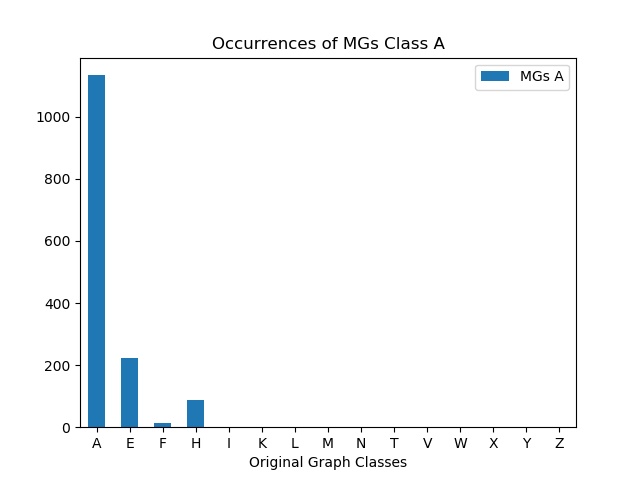 Occurrences of MGs Class A
MGs A
1000
800
600
400
200
0
A E F H I K L M N T V W X Y Z
Original Graph Classes